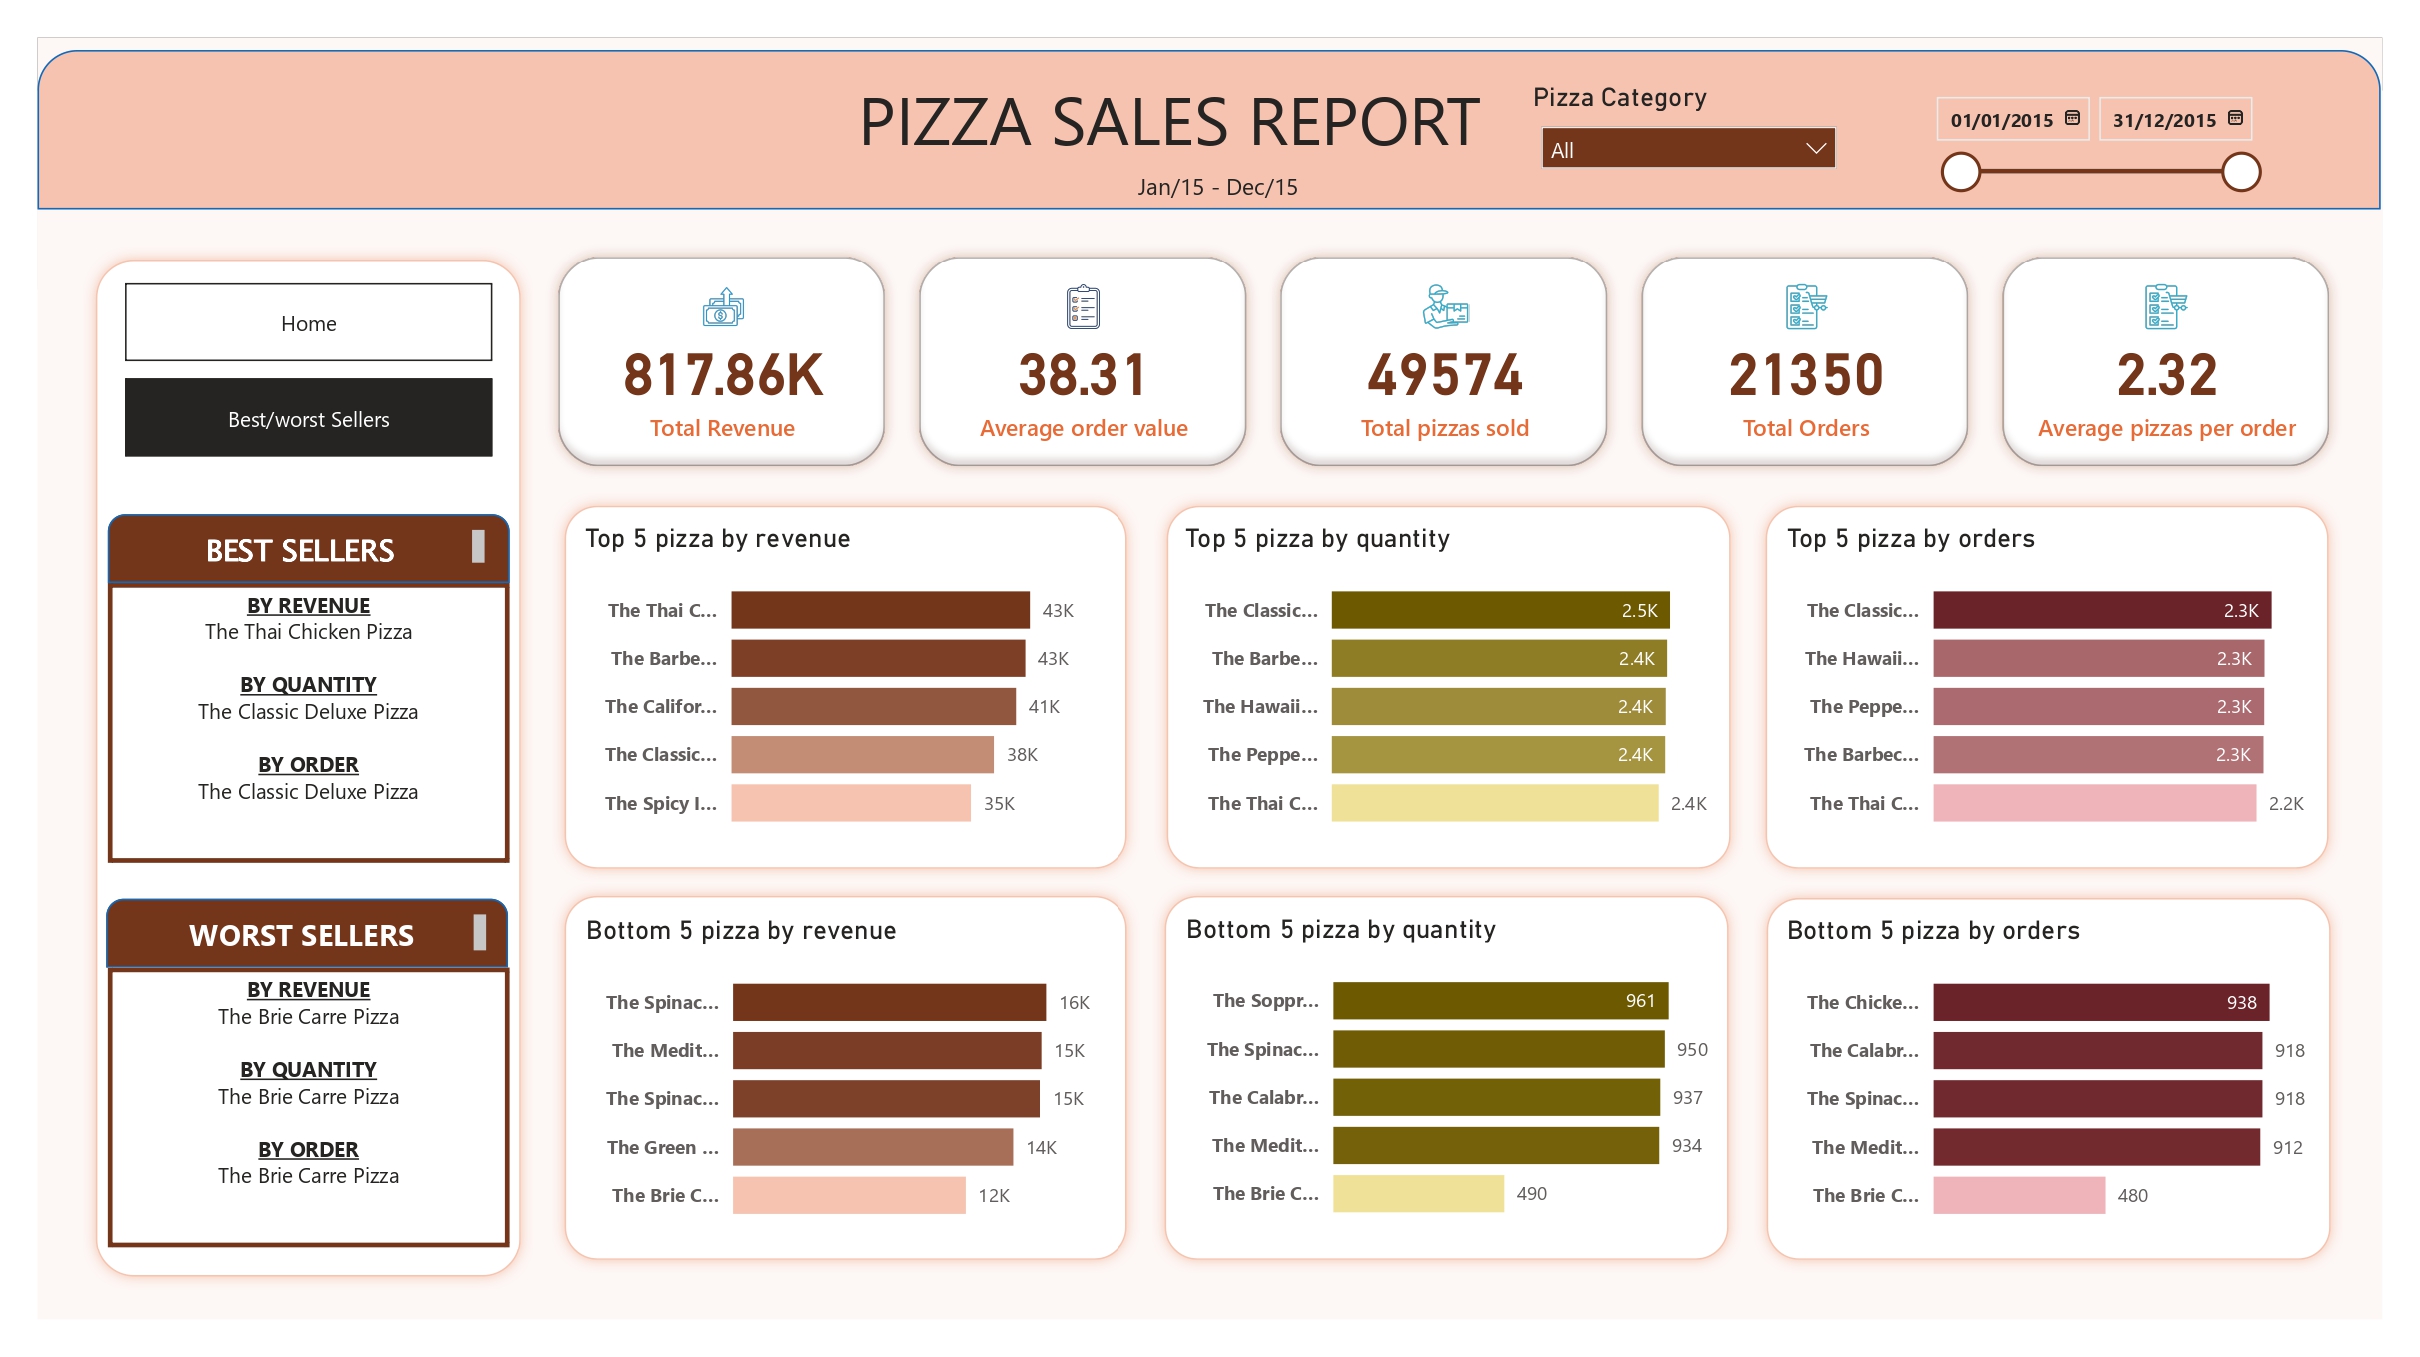 PIZZA SALES REPORT
Jan/15 - Dec/15
Pizza Category
All
01/01/2015
31/12/2015
Home
Best/worst Sellers
BEST SELLERS
BY REVENUE
The Thai Chicken Pizza
BY QUANTITY
The Classic Deluxe Pizza
BY ORDER
The Classic Deluxe Pizza
WORST SELLERS
BY REVENUE
The Brie Carre Pizza
BY QUANTITY
The Brie Carre Pizza
BY ORDER
The Brie Carre Pizza
817.86K
Total Revenue
38.31
Average order value
49574
Total pizzas sold
21350
Total Orders
2.32
Average pizzas per order
Top 5 pizza by revenue
The Thai C... 43K
The Barbe... 43K
The Califor... 41K
The Classic... 38K
The Spicy I... 35K
Top 5 pizza by quantity
The Classic... 2.5K
The Barbe... 2.4K
The Hawaii... 2.4K
The Peppe... 2.4K
The Thai C... 2.4K
Top 5 pizza by orders
The Classic... 2.3K
The Hawaii... 2.3K
The Peppe... 2.3K
The Barbec... 2.3K
The Thai C... 2.2K
Bottom 5 pizza by revenue
The Spinac... 16K
The Medit... 15K
The Spinac... 15K
The Green ... 14K
The Brie C... 12K
Bottom 5 pizza by quantity
The Soppr... 961
The Spinac... 950
The Calabr... 937
The Medit... 934
The Brie C... 490
Bottom 5 pizza by orders
The Chicke... 938
The Calabr... 918
The Spinac... 918
The Medit... 912
The Brie C... 480